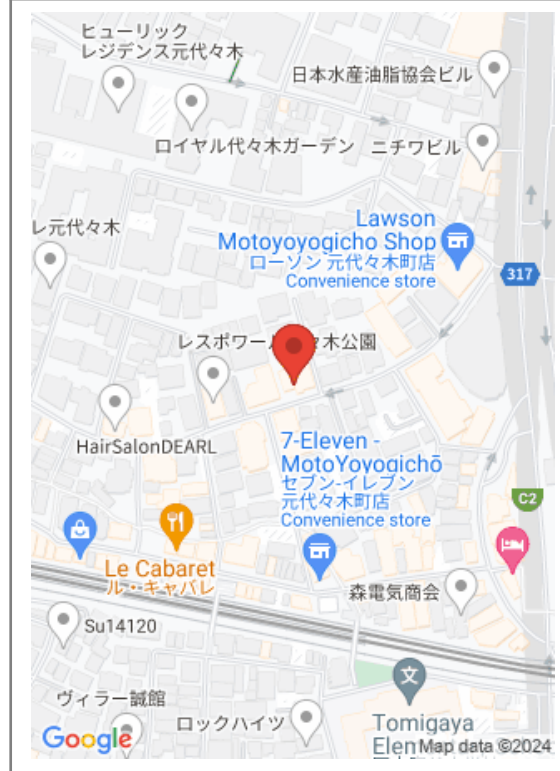 ヒューリック
レジデンス元代々木
日本水産油脂協会ビル
ロイヤル代々木ガーデン
ニチワビル
Lawson
Motoyoyogicho Shop
ローソン 元代々木町店
Convenience store
レ元代々木
317
レスポワール
木公園
HairSalonDEARL
7-Eleven -
MotoYoyogichō
セブン-イレブン
元代々木町店
Convenience store
C2
Le Cabaret
ル・キャバレ
森電気商会
Su14120
文
ヴィラー誠館
ロックハイツ
Tomigaya
Elem
Google
Map data ©2024